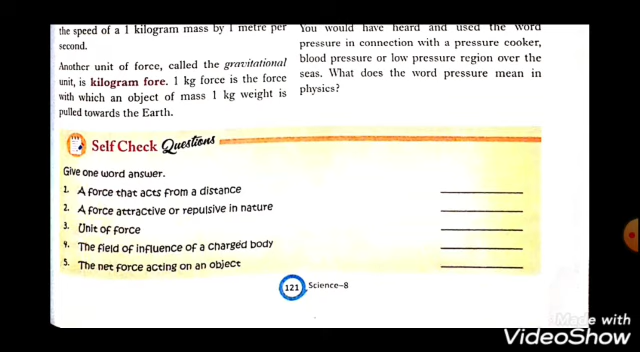 the speed of a 1 kilogram mass by 1 metre per
second.
Another unit of force, called the gravitational
unit, is kilogram fore. 1 kg force is the force
with which an object of mass 1 kg weight is
pulled towards the Earth.
You would have heard and used the word
pressure in connection with a pressure cooker,
blood pressure or low pressure region over the
seas. What does the word pressure mean in
physics?
Self Check Questions
Give one word answer.
1. A force that acts from a distance
2. A force attractive or repulsive in nature
3. Unit of force
4. The field of influence of a charged body
5. The net force acting on an object
121 Science–8
Made with
VideoShow